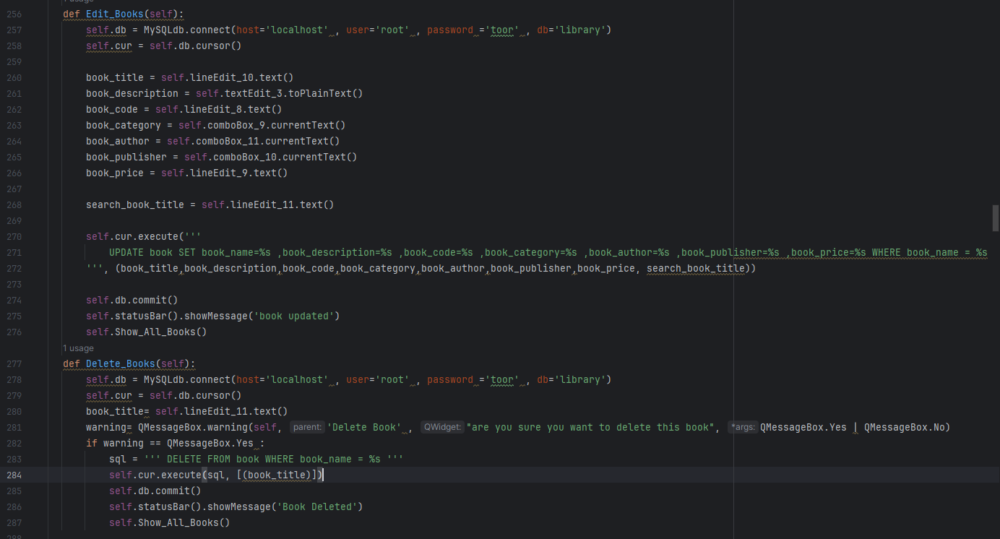 1 usage
256 def Edit_Books(self):
257 self.db = MySQLdb.connect(host='localhost' , user='root' , password ='toor' , db='library')
258 self.cur = self.db.cursor()
259
260 book_title = self.lineEdit_10.text()
261 book_description = self.textEdit_3.toPlainText()
262 book_code = self.lineEdit_8.text()
263 book_category = self.comboBox_9.currentText()
264 book_author = self.comboBox_11.currentText()
265 book_publisher = self.comboBox_10.currentText()
266 book_price = self.lineEdit_9.text()
267
268 search_book_title = self.lineEdit_11.text()
269
270 self.cur.execute('''
271 UPDATE book SET book_name=%s ,book_description=%s ,book_code=%s ,book_category=%s ,book_author=%s ,book_publisher=%s ,book_price=%s WHERE book_name = %s
272 ''', (book_title,book_description,book_code,book_category,book_author,book_publisher,book_price, search_book_title))
273
274 self.db.commit()
275 self.statusBar().showMessage('book updated')
276 self.Show_All_Books()
1 usage
277 def Delete_Books(self):
278 self.db = MySQLdb.connect(host='localhost' , user='root' , password ='toor' , db='library')
279 self.cur = self.db.cursor()
280 book_title= self.lineEdit_11.text()
281 warning= QMessageBox.warning(self, parent: 'Delete Book' , QWidget: "are you sure you want to delete this book", *args: QMessageBox.Yes | QMessageBox.No)
282 if warning == QMessageBox.Yes :
283 sql = ''' DELETE FROM book WHERE book_name = %s '''
284 self.cur.execute(sql, [(book_title)])
285 self.db.commit()
286 self.statusBar().showMessage('Book Deleted')
287 self.Show_All_Books()
288